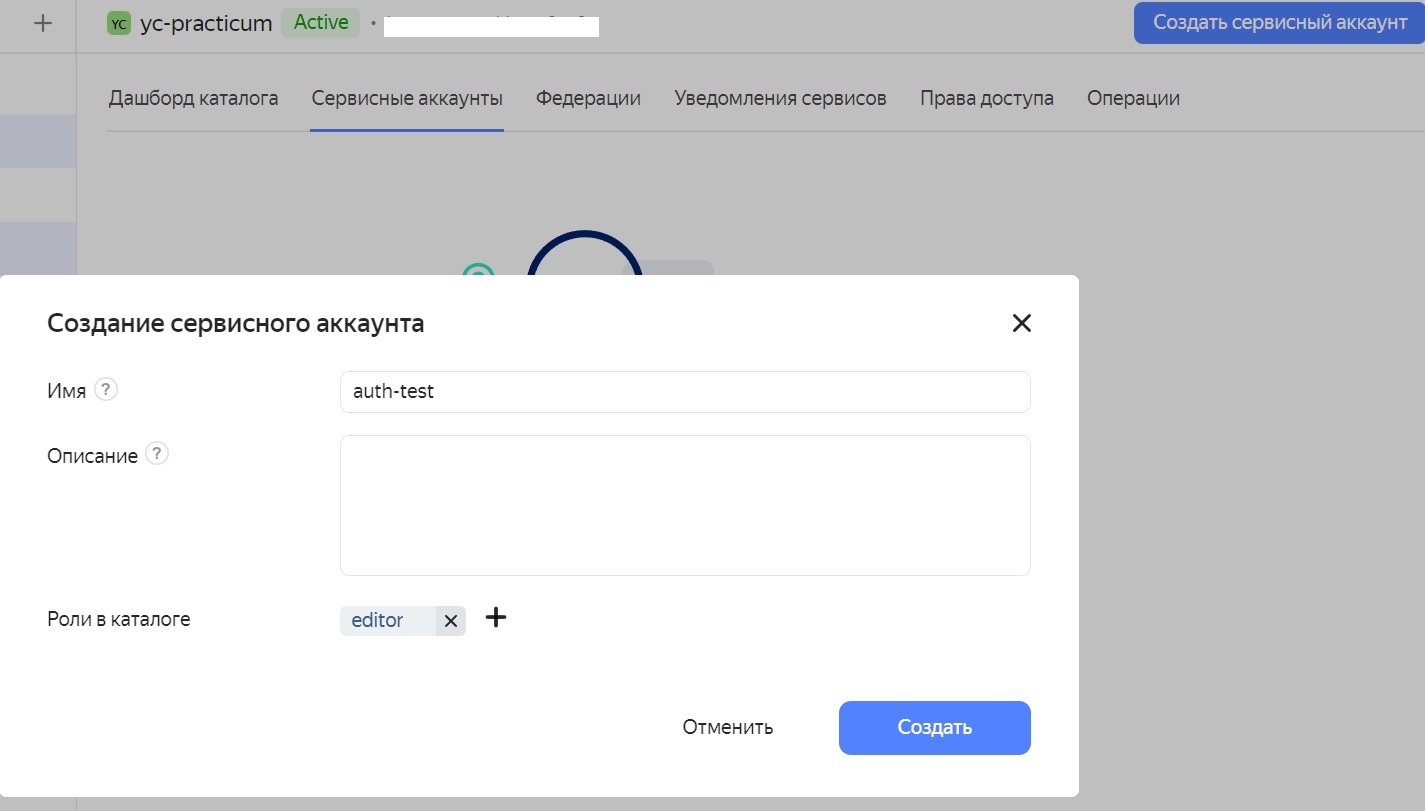 YC yc-practicum Active • Создать сервисный аккаунт
Дашборд каталога Сервисные аккаунты Федерации Уведомления сервисов Права доступа Операции
Создание сервисного аккаунта
Имя ? auth-test
Описание ?
Роли в каталоге editor
Отменить Создать